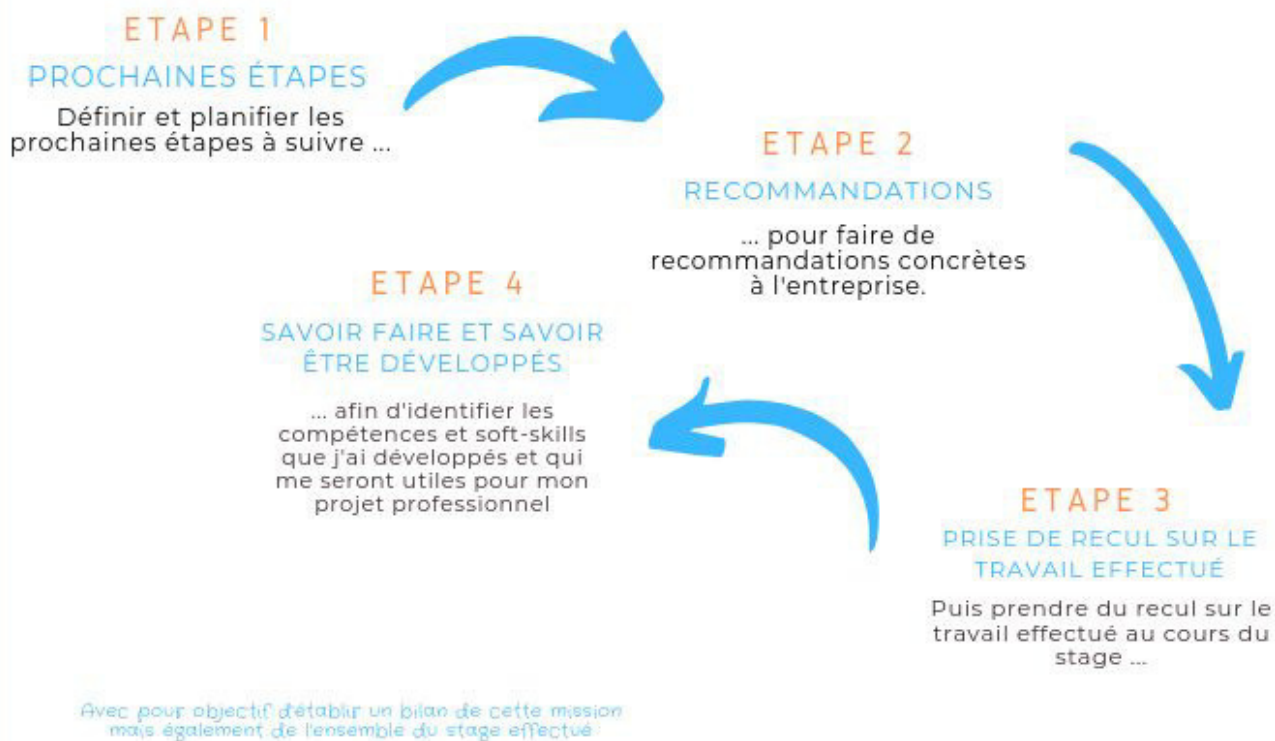 ETAPE 1
PROCHAINES ÉTAPES
Définir et planifier les
prochaines étapes à suivre ...
ETAPE 2
RECOMMANDATIONS
... pour faire de
recommandations concrètes
à l'entreprise.
ETAPE 3
PRISE DE RECUL SUR LE
TRAVAIL EFFECTUÉ
Puis prendre du recul sur le
travail effectué au cours du
stage ...
ETAPE 4
SAVOIR FAIRE ET SAVOIR
ÊTRE DÉVELOPPÉS
... afin d'identifier les
compétences et soft-skills
que j'ai développés et qui
me seront utiles pour mon
projet professionnel
Avec pour objectif d'établir un bilan de cette mission
mais également de l'ensemble du stage effectué